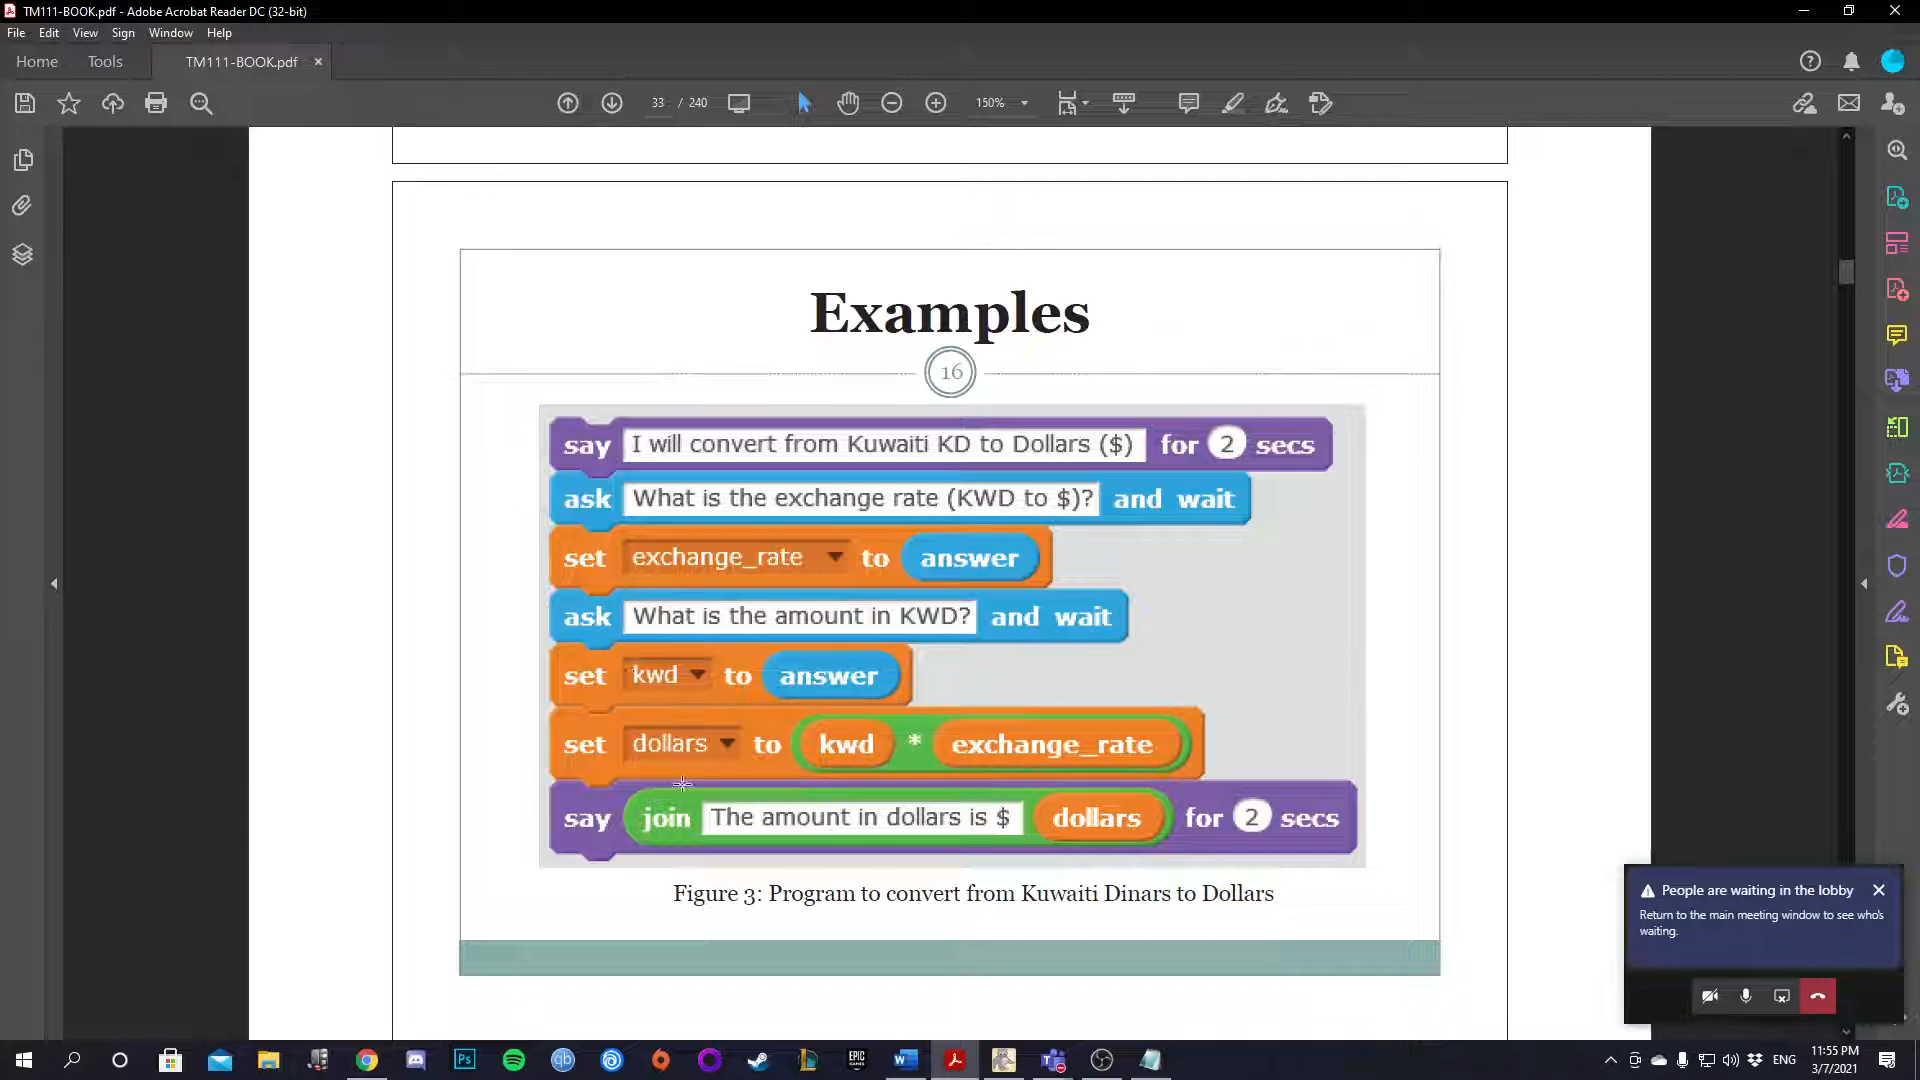 TM111-BOOK.pdf - Adobe Acrobat Reader DC (32-bit)
File Edit View Sign Window Help
Home Tools TM111-BOOK.pdf
33 / 240 150%
Examples
16
say I will convert from Kuwaiti KD to Dollars ($) for 2 secs
ask What is the exchange rate (KWD to $)? and wait
set exchange_rate to answer
ask What is the amount in KWD? and wait
set kwd to answer
set dollars to kwd * exchange_rate
say join The amount in dollars is $ dollars for 2 secs
Figure 3: Program to convert from Kuwaiti Dinars to Dollars
People are waiting in the lobby
Return to the main meeting window to see who's
waiting.
Ps
qb
EPIC
GAMES
ENG
11:55 PM
3/7/2021